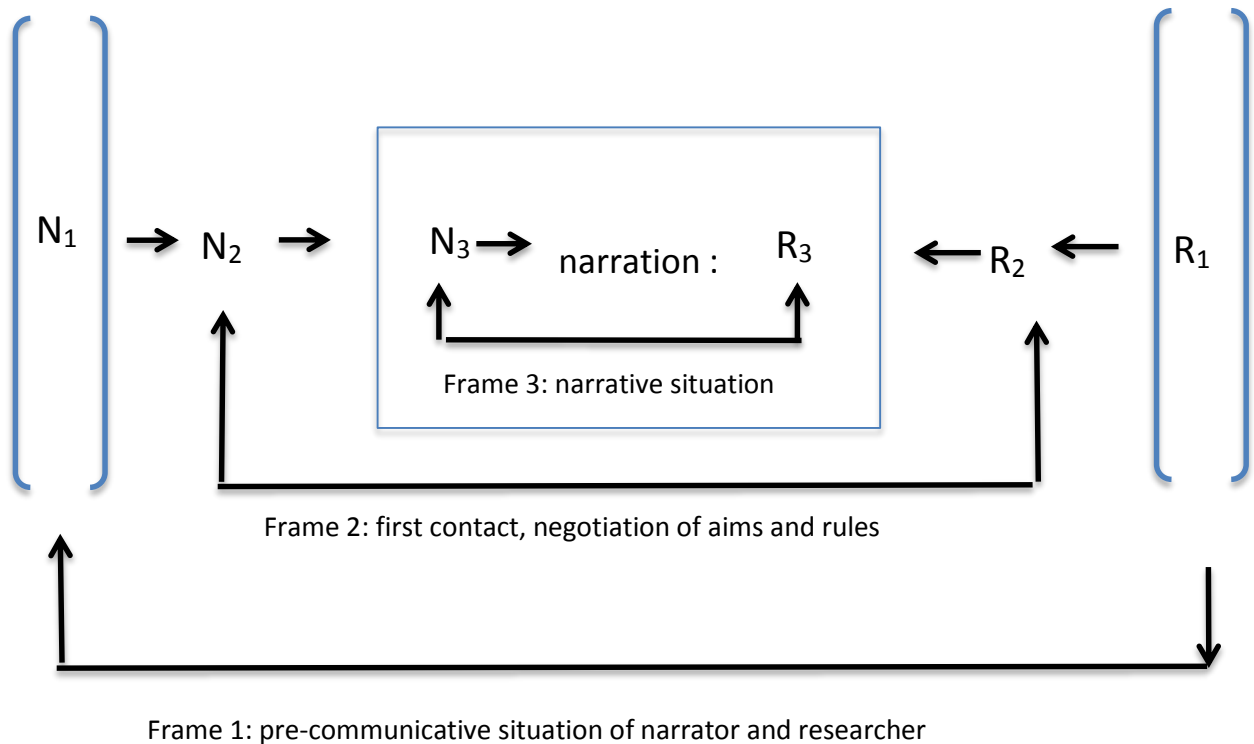 N₁
N₂
N₃
narration :
R₃
R₂
R₁
Frame 3: narrative situation
Frame 2: first contact, negotiation of aims and rules
Frame 1: pre-communicative situation of narrator and researcher